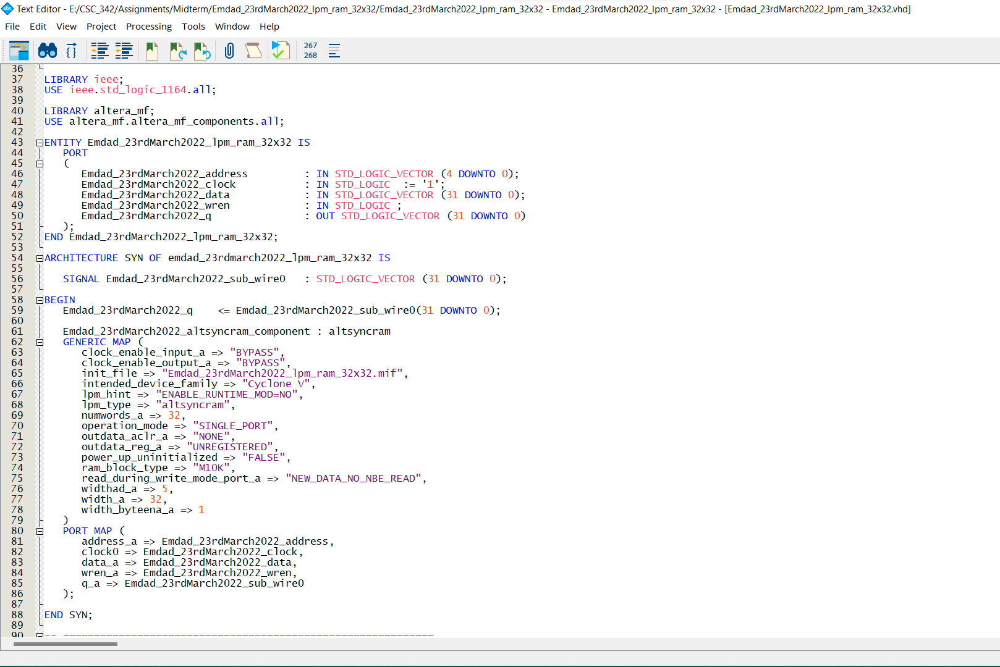 Text Editor - E:/CSC_342/Assignments/Midterm/Emdad_23rdMarch2022_lpm_ram_32x32/Emdad_23rdMarch2022_lpm_ram_32x32 - Emdad_23rdMarch2022_lpm_ram_32x32 - [Emdad_23rdMarch2022_lpm_ram_32x32.vhd]
File Edit View Project Processing Tools Window Help
267
268
36
37 LIBRARY ieee;
38 USE ieee.std_logic_1164.all;
39
40 LIBRARY altera_mf;
41 USE altera_mf.altera_mf_components.all;
42
43 ENTITY Emdad_23rdMarch2022_lpm_ram_32x32 IS
44 PORT
45 (
46 Emdad_23rdMarch2022_address : IN STD_LOGIC_VECTOR (4 DOWNTO 0);
47 Emdad_23rdMarch2022_clock : IN STD_LOGIC := '1';
48 Emdad_23rdMarch2022_data : IN STD_LOGIC_VECTOR (31 DOWNTO 0);
49 Emdad_23rdMarch2022_wren : IN STD_LOGIC ;
50 Emdad_23rdMarch2022_q : OUT STD_LOGIC_VECTOR (31 DOWNTO 0)
51 );
52 END Emdad_23rdMarch2022_lpm_ram_32x32;
53
54 ARCHITECTURE SYN OF emdad_23rdmarch2022_lpm_ram_32x32 IS
55
56 SIGNAL Emdad_23rdMarch2022_sub_wire0 : STD_LOGIC_VECTOR (31 DOWNTO 0);
57
58 BEGIN
59 Emdad_23rdMarch2022_q <= Emdad_23rdMarch2022_sub_wire0(31 DOWNTO 0);
60
61 Emdad_23rdMarch2022_altsyncram_component : altsyncram
62 GENERIC MAP (
63 clock_enable_input_a => "BYPASS",
64 clock_enable_output_a => "BYPASS",
65 init_file => "Emdad_23rdMarch2022_lpm_ram_32x32.mif",
66 intended_device_family => "Cyclone V",
67 lpm_hint => "ENABLE_RUNTIME_MOD=NO",
68 lpm_type => "altsyncram",
69 numwords_a => 32,
70 operation_mode => "SINGLE_PORT",
71 outdata_aclr_a => "NONE",
72 outdata_reg_a => "UNREGISTERED",
73 power_up_uninitialized => "FALSE",
74 ram_block_type => "M10K",
75 read_during_write_mode_port_a => "NEW_DATA_NO_NBE_READ",
76 widthad_a => 5,
77 width_a => 32,
78 width_byteena_a => 1
79 )
80 PORT MAP (
81 address_a => Emdad_23rdMarch2022_address,
82 clock0 => Emdad_23rdMarch2022_clock,
83 data_a => Emdad_23rdMarch2022_data,
84 wren_a => Emdad_23rdMarch2022_wren,
85 q_a => Emdad_23rdMarch2022_sub_wire0
86 );
87
88 END SYN;
89
90 -- ============================================================